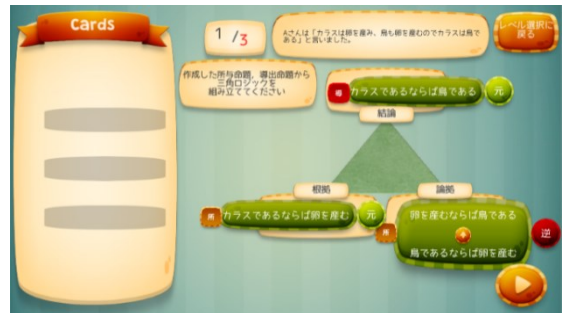 Cards
1 /3
Aさんは「カラスは卵を産み、鳥も卵を産むのでカラスは鳥で
ある」と言いました。
レベル選択に
戻る
作成した所与命題，導出命題から
三角ロジックを
組み立ててください
導
カラスであるならば鳥である
元
結論
根拠
論拠
所
カラスであるならば卵を産む
元
所
卵を産むならば鳥である
鳥であるならば卵を産む
逆